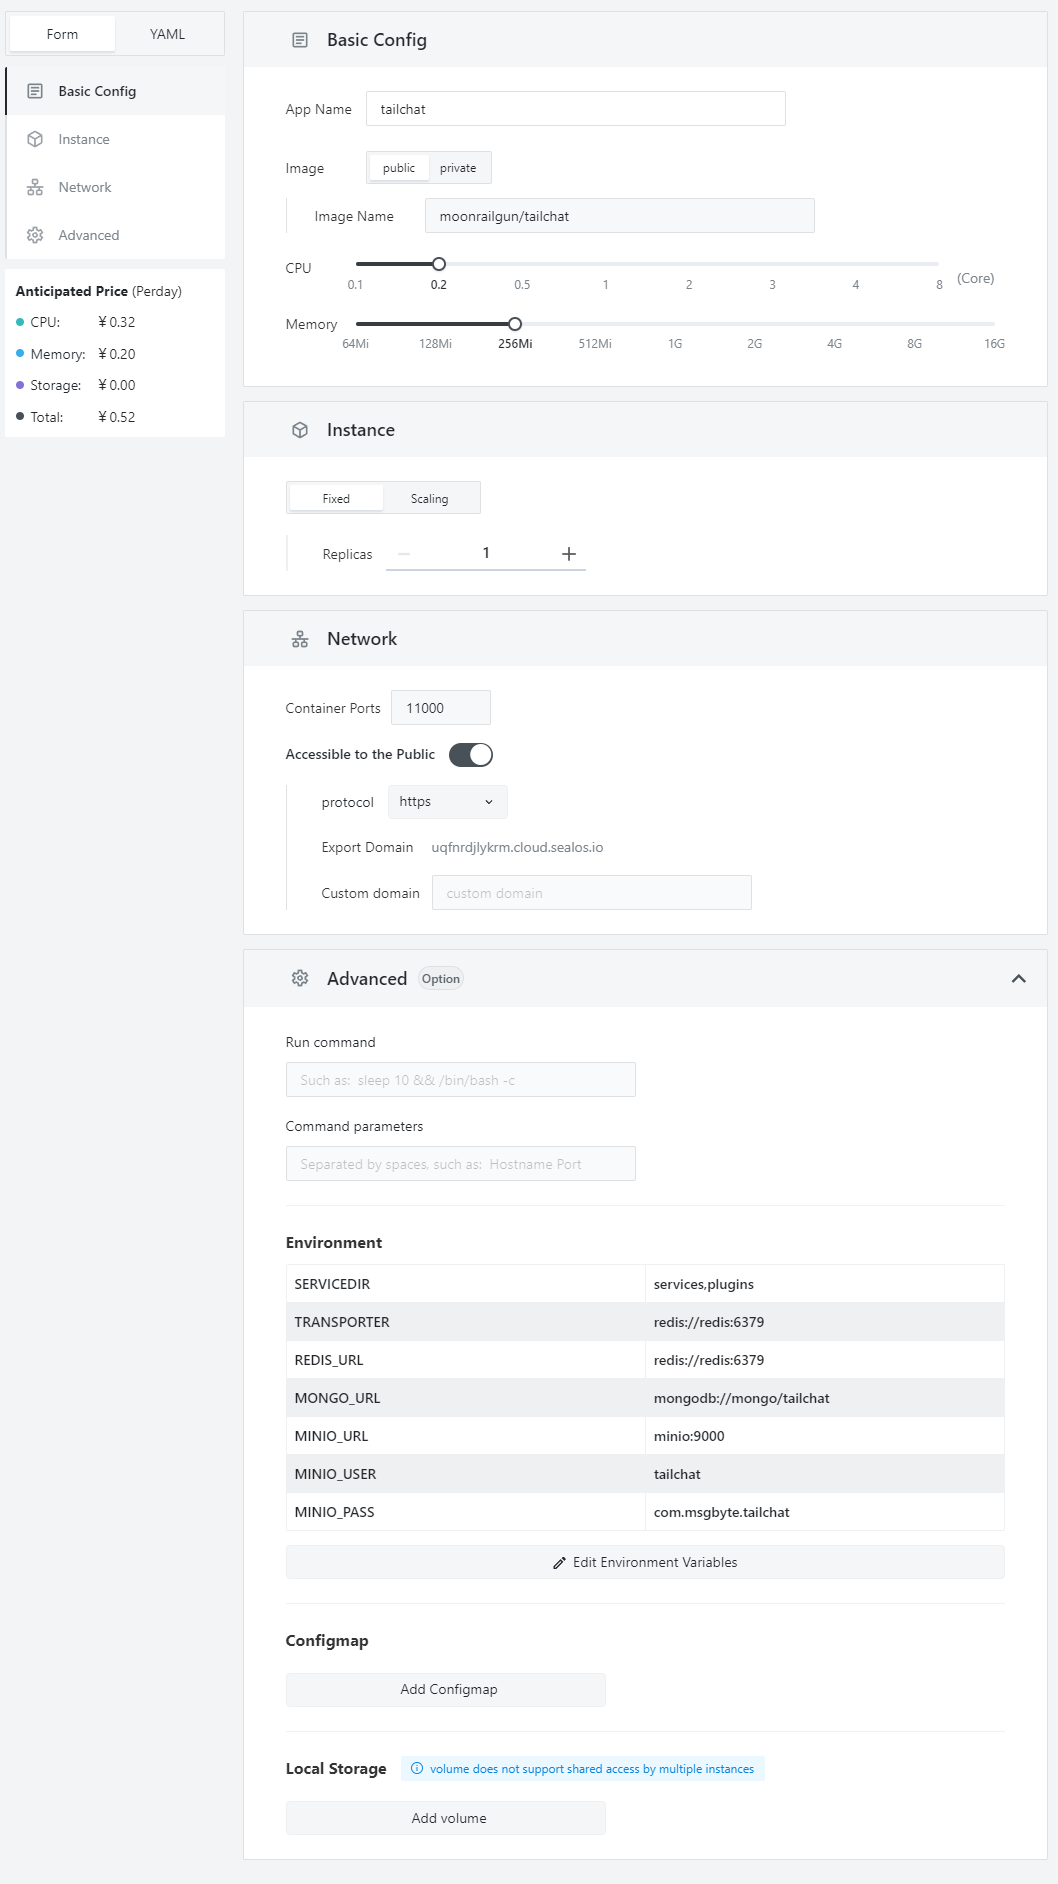 Form YAML
Basic Config
Instance
Network
Advanced
Anticipated Price (Perday)
CPU: ¥ 0.32
Memory: ¥ 0.20
Storage: ¥ 0.00
Total: ¥ 0.52
Basic Config
App Name tailchat
Image public private
Image Name moonrailgun/tailchat
CPU
0.1 0.2 0.5 1 2 3 4 8 (Core)
Memory
64Mi 128Mi 256Mi 512Mi 1G 2G 4G 8G 16G
Instance
Fixed Scaling
Replicas 1
Network
Container Ports 11000
Accessible to the Public
protocol https
Export Domain uqfnrdjlykrm.cloud.sealos.io
Custom domain custom domain
Advanced Option
Run command
Such as: sleep 10 && /bin/bash -c
Command parameters
Separated by spaces, such as: Hostname Port
Environment
SERVICEDIR services,plugins
TRANSPORTER redis://redis:6379
REDIS_URL redis://redis:6379
MONGO_URL mongodb://mongo/tailchat
MINIO_URL minio:9000
MINIO_USER tailchat
MINIO_PASS com.msgbyte.tailchat
Edit Environment Variables
Configmap
Add Configmap
Local Storage volume does not support shared access by multiple instances
Add volume